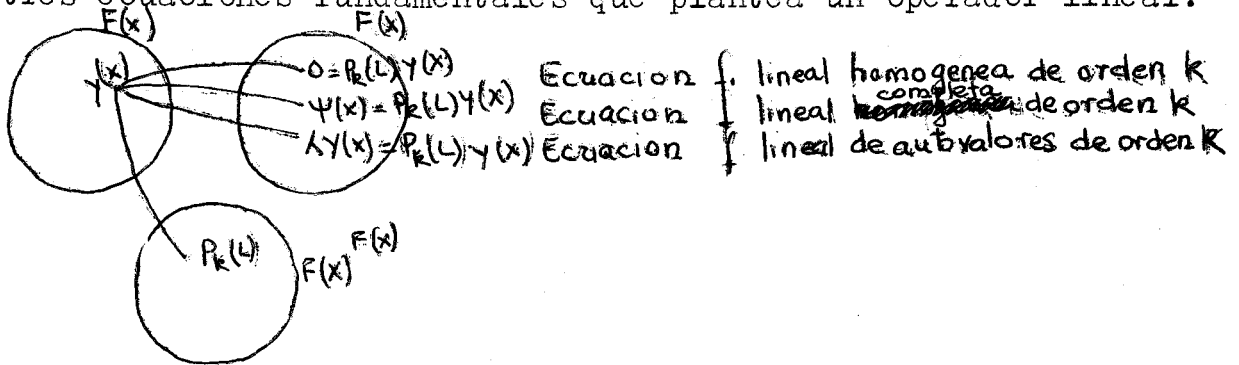 tres ecuaciones fundamentales que plantea un operador lineal.
F(x) F(x)
y(x) 0=Pk(L)y(x) Ecuacion f. lineal homogenea de orden k
completa
ψ(x)=Pk(L)y(x) Ecuacion f lineal de orden k
λy(x)=Pk(L)y(x) Ecuacion f lineal de autovalores de orden k
Pk(L) F(x)^F(x)